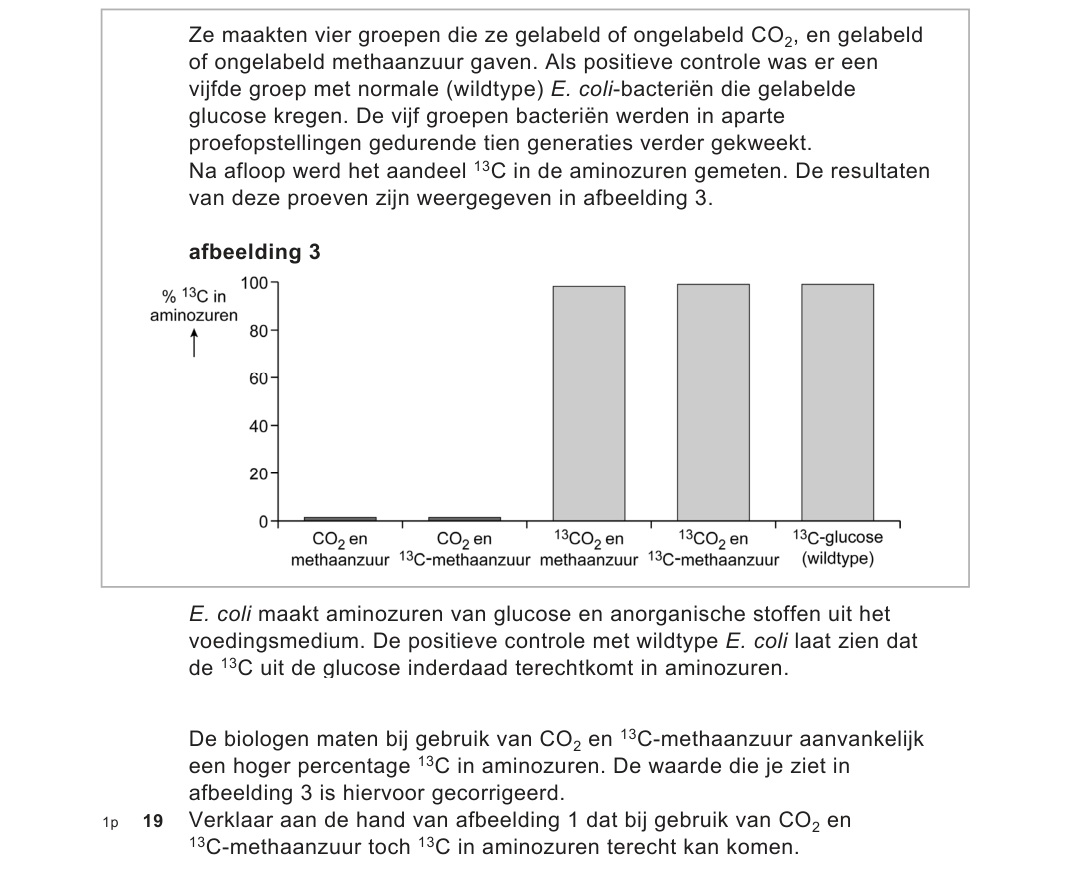 Ze maakten vier groepen die ze gelabeld of ongelabeld CO₂, en gelabeld
of ongelabeld methaanzuur gaven. Als positieve controle was er een
vijfde groep met normale (wildtype) E. coli-bacteriën die gelabelde
glucose kregen. De vijf groepen bacteriën werden in aparte
proefopstellingen gedurende tien generaties verder gekweekt.
Na afloop werd het aandeel ¹³C in de aminozuren gemeten. De resultaten
van deze proeven zijn weergegeven in afbeelding 3.
afbeelding 3
% ¹³C in
aminozuren
100
80
60
40
20
0
CO₂ en
methaanzuur
CO₂ en
¹³C-methaanzuur
¹³CO₂ en
methaanzuur
¹³CO₂ en
¹³C-methaanzuur
¹³C-glucose
(wildtype)
E. coli maakt aminozuren van glucose en anorganische stoffen uit het
voedingsmedium. De positieve controle met wildtype E. coli laat zien dat
de ¹³C uit de glucose inderdaad terechtkomt in aminozuren.
De biologen maten bij gebruik van CO₂ en ¹³C-methaanzuur aanvankelijk
een hoger percentage ¹³C in aminozuren. De waarde die je ziet in
afbeelding 3 is hiervoor gecorrigeerd.
1p 19 Verklaar aan de hand van afbeelding 1 dat bij gebruik van CO₂ en
¹³C-methaanzuur toch ¹³C in aminozuren terecht kan komen.